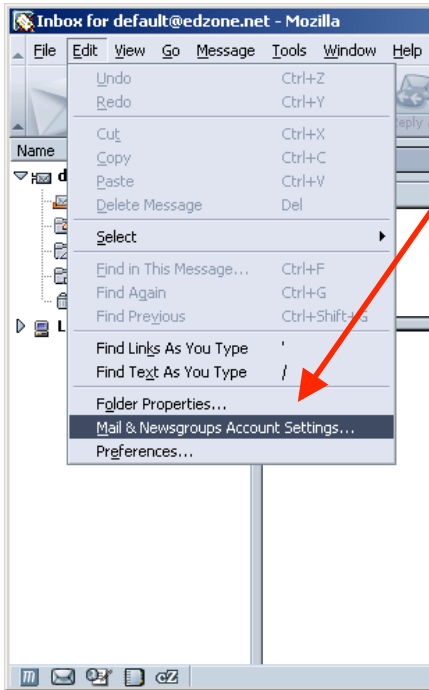 Inbox for default@edzone.net - Mozilla
File Edit View Go Message Tools Window Help
Undo Ctrl+Z
Redo Ctrl+Y
Reply
Cut Ctrl+X
Name
Copy Ctrl+C
d
Paste Ctrl+V
Delete Message Del
Select
Find in This Message... Ctrl+F
Find Again Ctrl+G
L
Find Previous Ctrl+Shift+G
Find Links As You Type '
Find Text As You Type /
Folder Properties...
Mail & Newsgroups Account Settings...
Preferences...
m
cZ